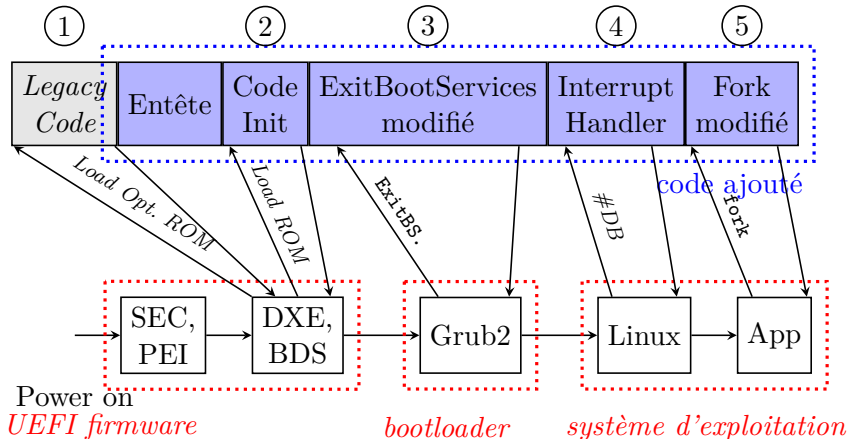 1 2 3 4 5
Legacy Code
Entête
Code Init
ExitBootServices modifié
Interrupt Handler
Fork modifié
code ajouté
Load Opt. ROM
Load ROM
ExitBS.
#DB
fork
SEC, PEI
DXE, BDS
Grub2
Linux
App
Power on
UEFI firmware
bootloader
système d'exploitation